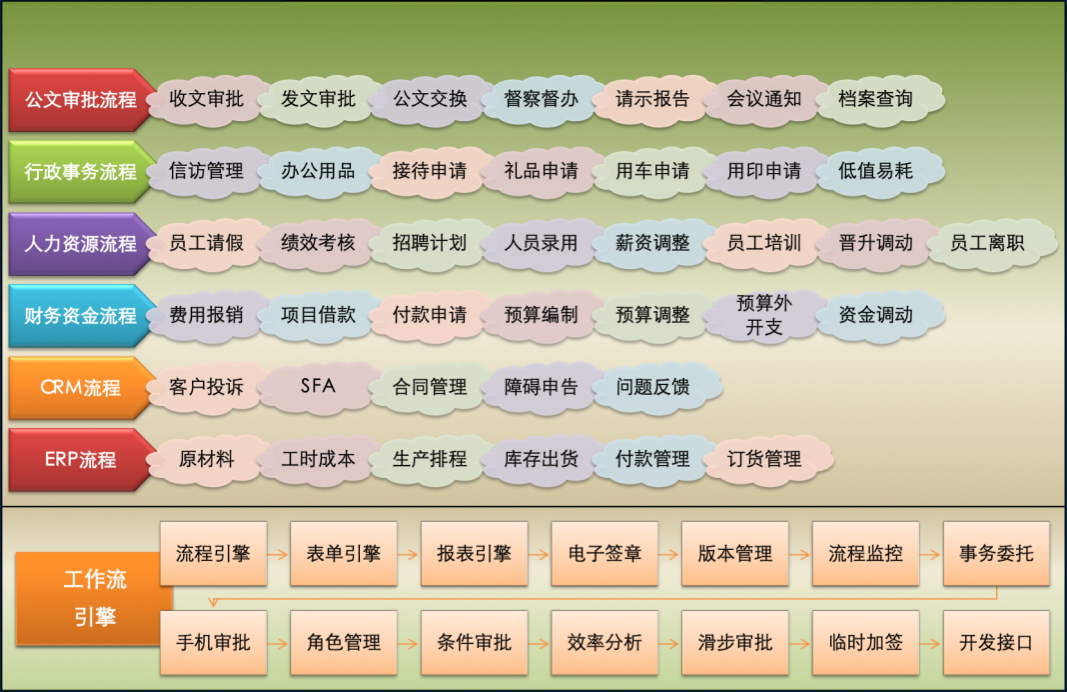 公文审批流程 收文审批 发文审批 公文交换 督察督办 请示报告 会议通知 档案查询
行政事务流程 信访管理 办公用品 接待申请 礼品申请 用车申请 用印申请 低值易耗
人力资源流程 员工请假 绩效考核 招聘计划 人员录用 薪资调整 员工培训 晋升调动 员工离职
财务资金流程 费用报销 项目借款 付款申请 预算编制 预算调整 预算外
开支 资金调动
CRM流程 客户投诉 SFA 合同管理 障碍申告 问题反馈
ERP流程 原材料 工时成本 生产排程 库存出货 付款管理 订货管理
工作流
引擎
流程引擎 表单引擎 报表引擎 电子签章 版本管理 流程监控 事务委托
手机审批 角色管理 条件审批 效率分析 滑步审批 临时加签 开发接口